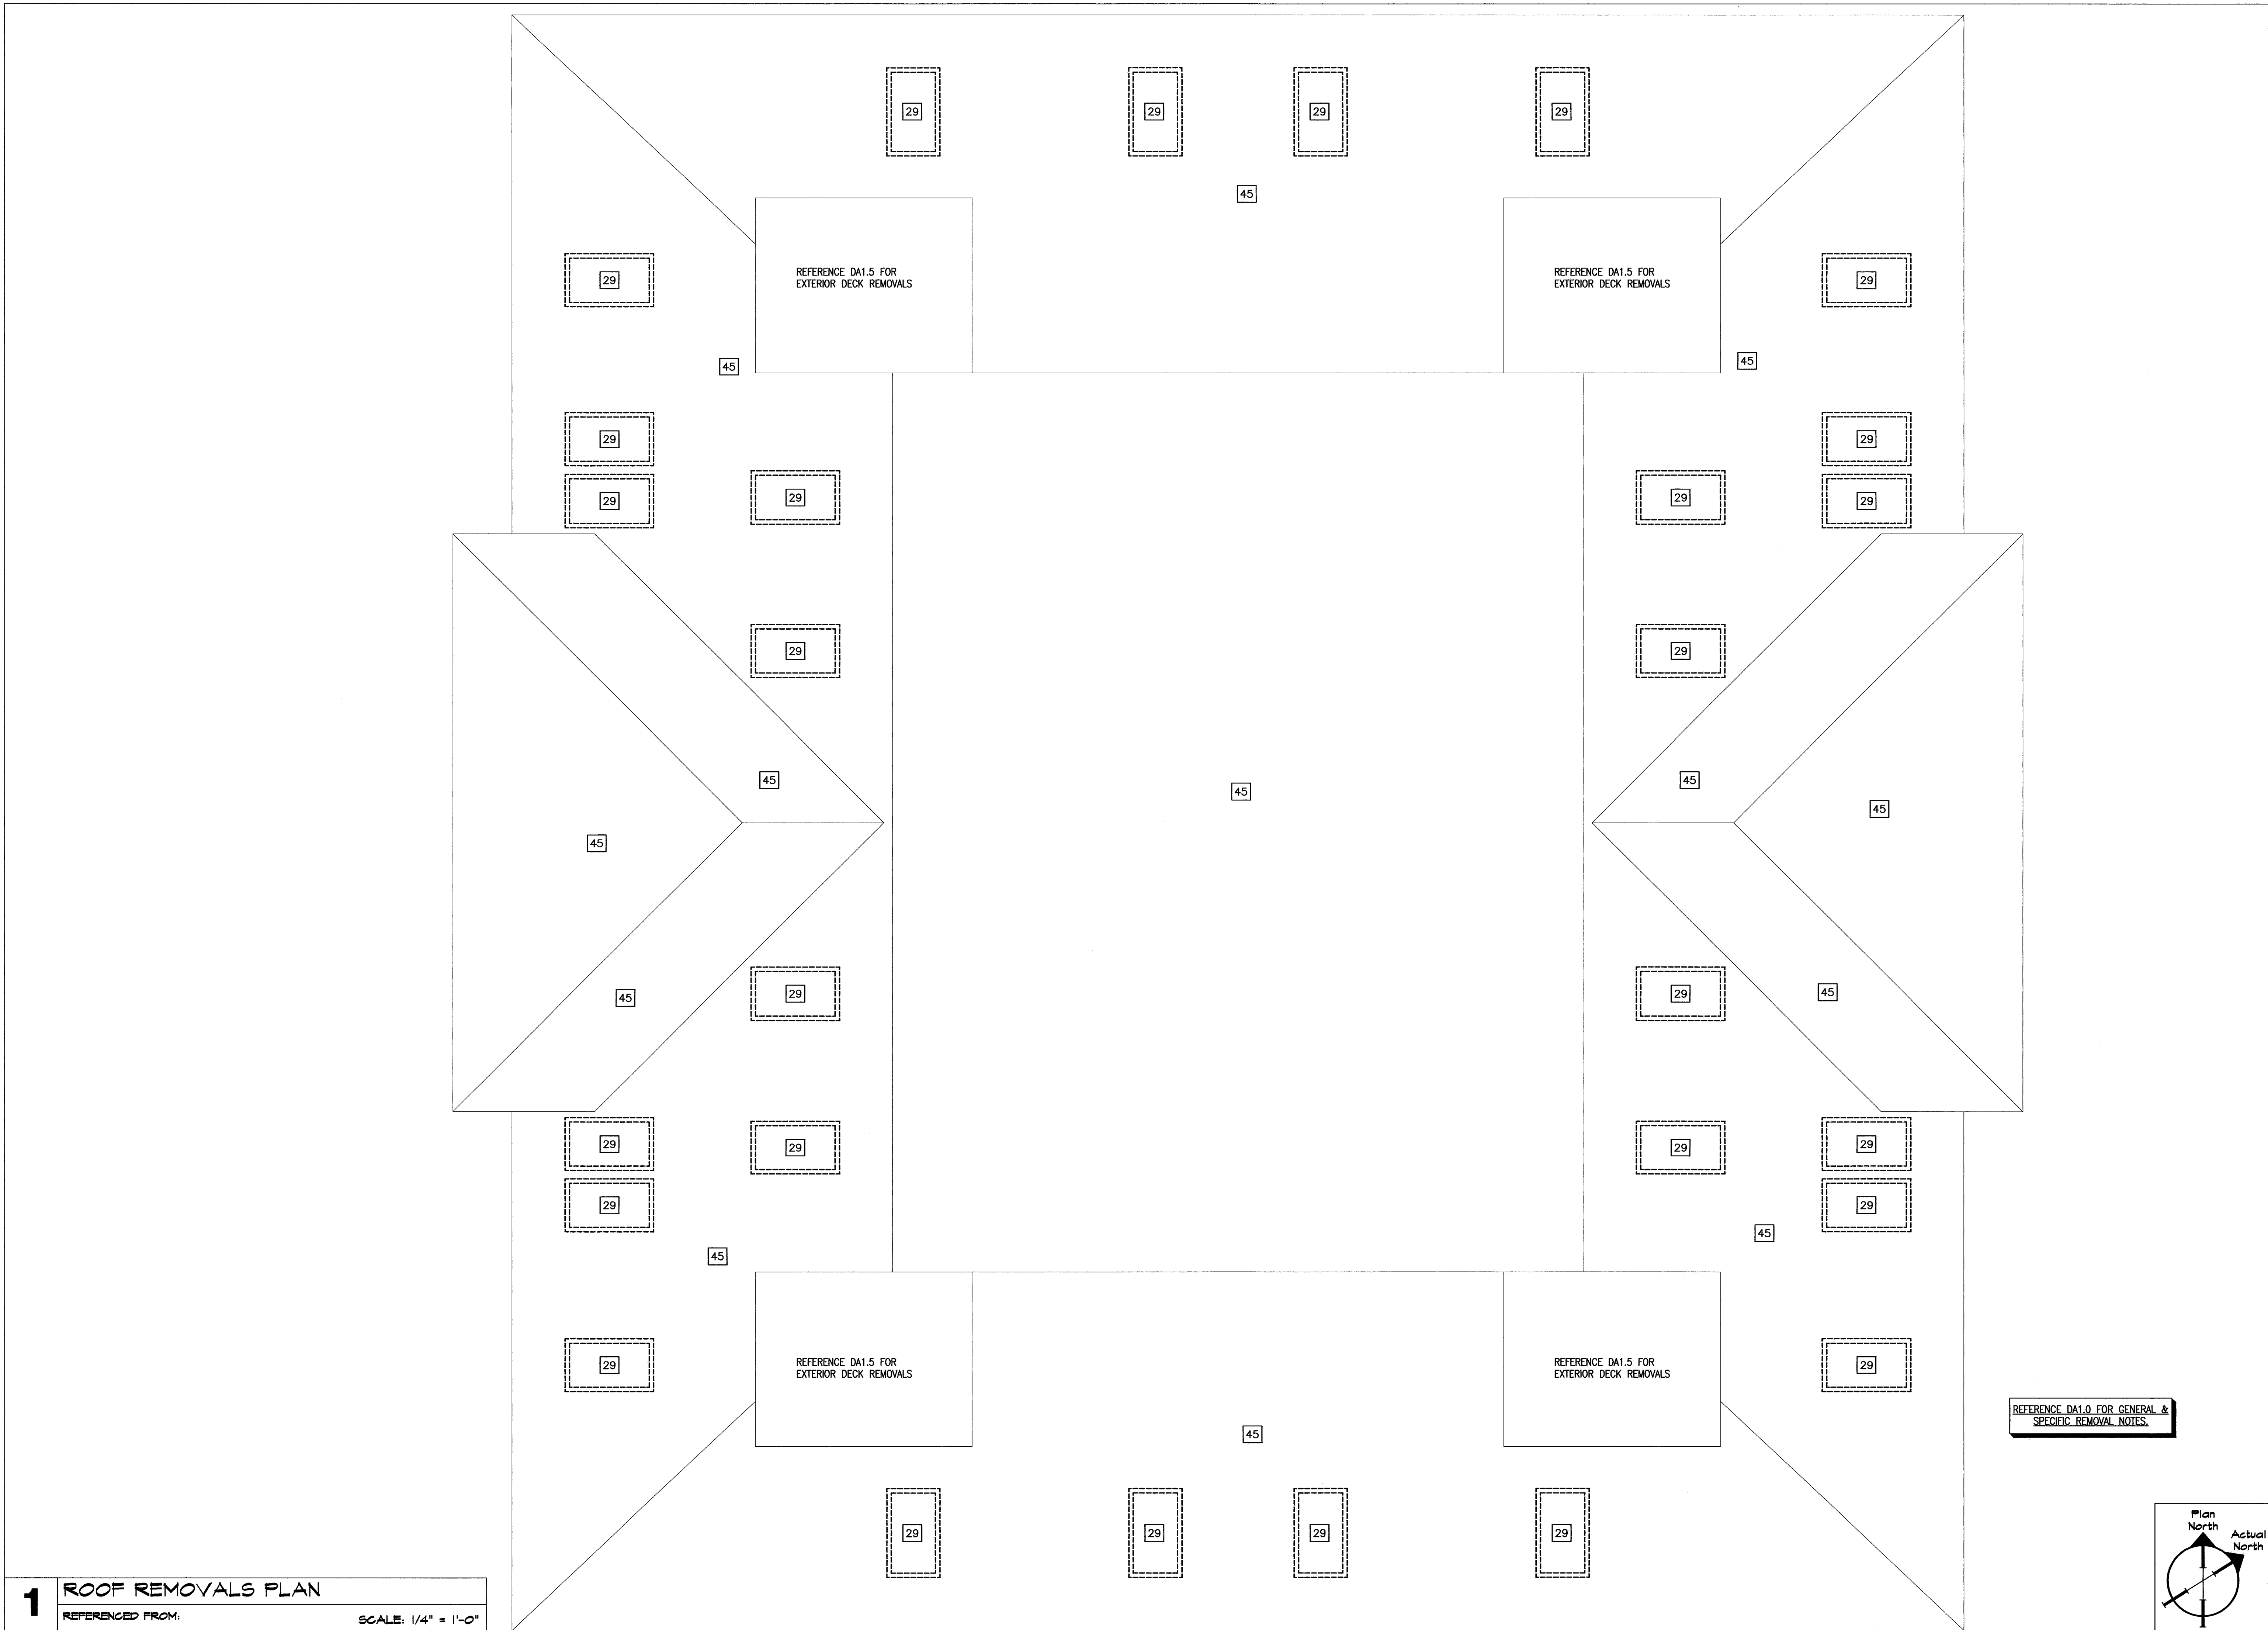 29 29 29 29
45
REFERENCE DA1.5 FOR
EXTERIOR DECK REMOVALS
REFERENCE DA1.5 FOR
EXTERIOR DECK REMOVALS
29 29
45 45
29 29
29 29 29 29
29 29
45 45
45
45
45
45 45
29 29
29 29 29 29
29 29
45
45
REFERENCE DA1.5 FOR
EXTERIOR DECK REMOVALS
REFERENCE DA1.5 FOR
EXTERIOR DECK REMOVALS
29 29
45
29 29 29 29
REFERENCE DA1.0 FOR GENERAL &
SPECIFIC REMOVAL NOTES.
Plan
North
Actual
North
1
ROOF REMOVALS PLAN
REFERENCED FROM:
SCALE: 1/4" = 1'-0"